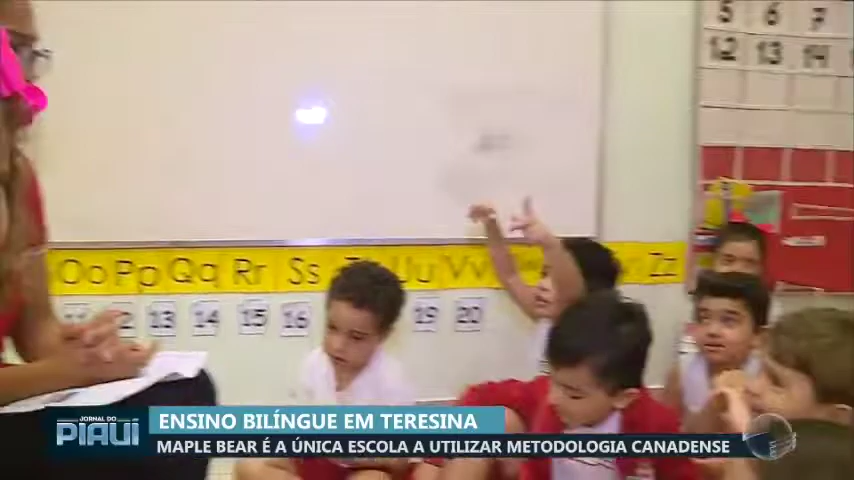 5 6 7
12 13 14
Oo Pp Qq Rr Ss Uu Vv Zz
13 14 15 16 19 20
JORNAL DO
PIAUÍ
ENSINO BILÍNGUE EM TERESINA
MAPLE BEAR É A ÚNICA ESCOLA A UTILIZAR METODOLOGIA CANADENSE